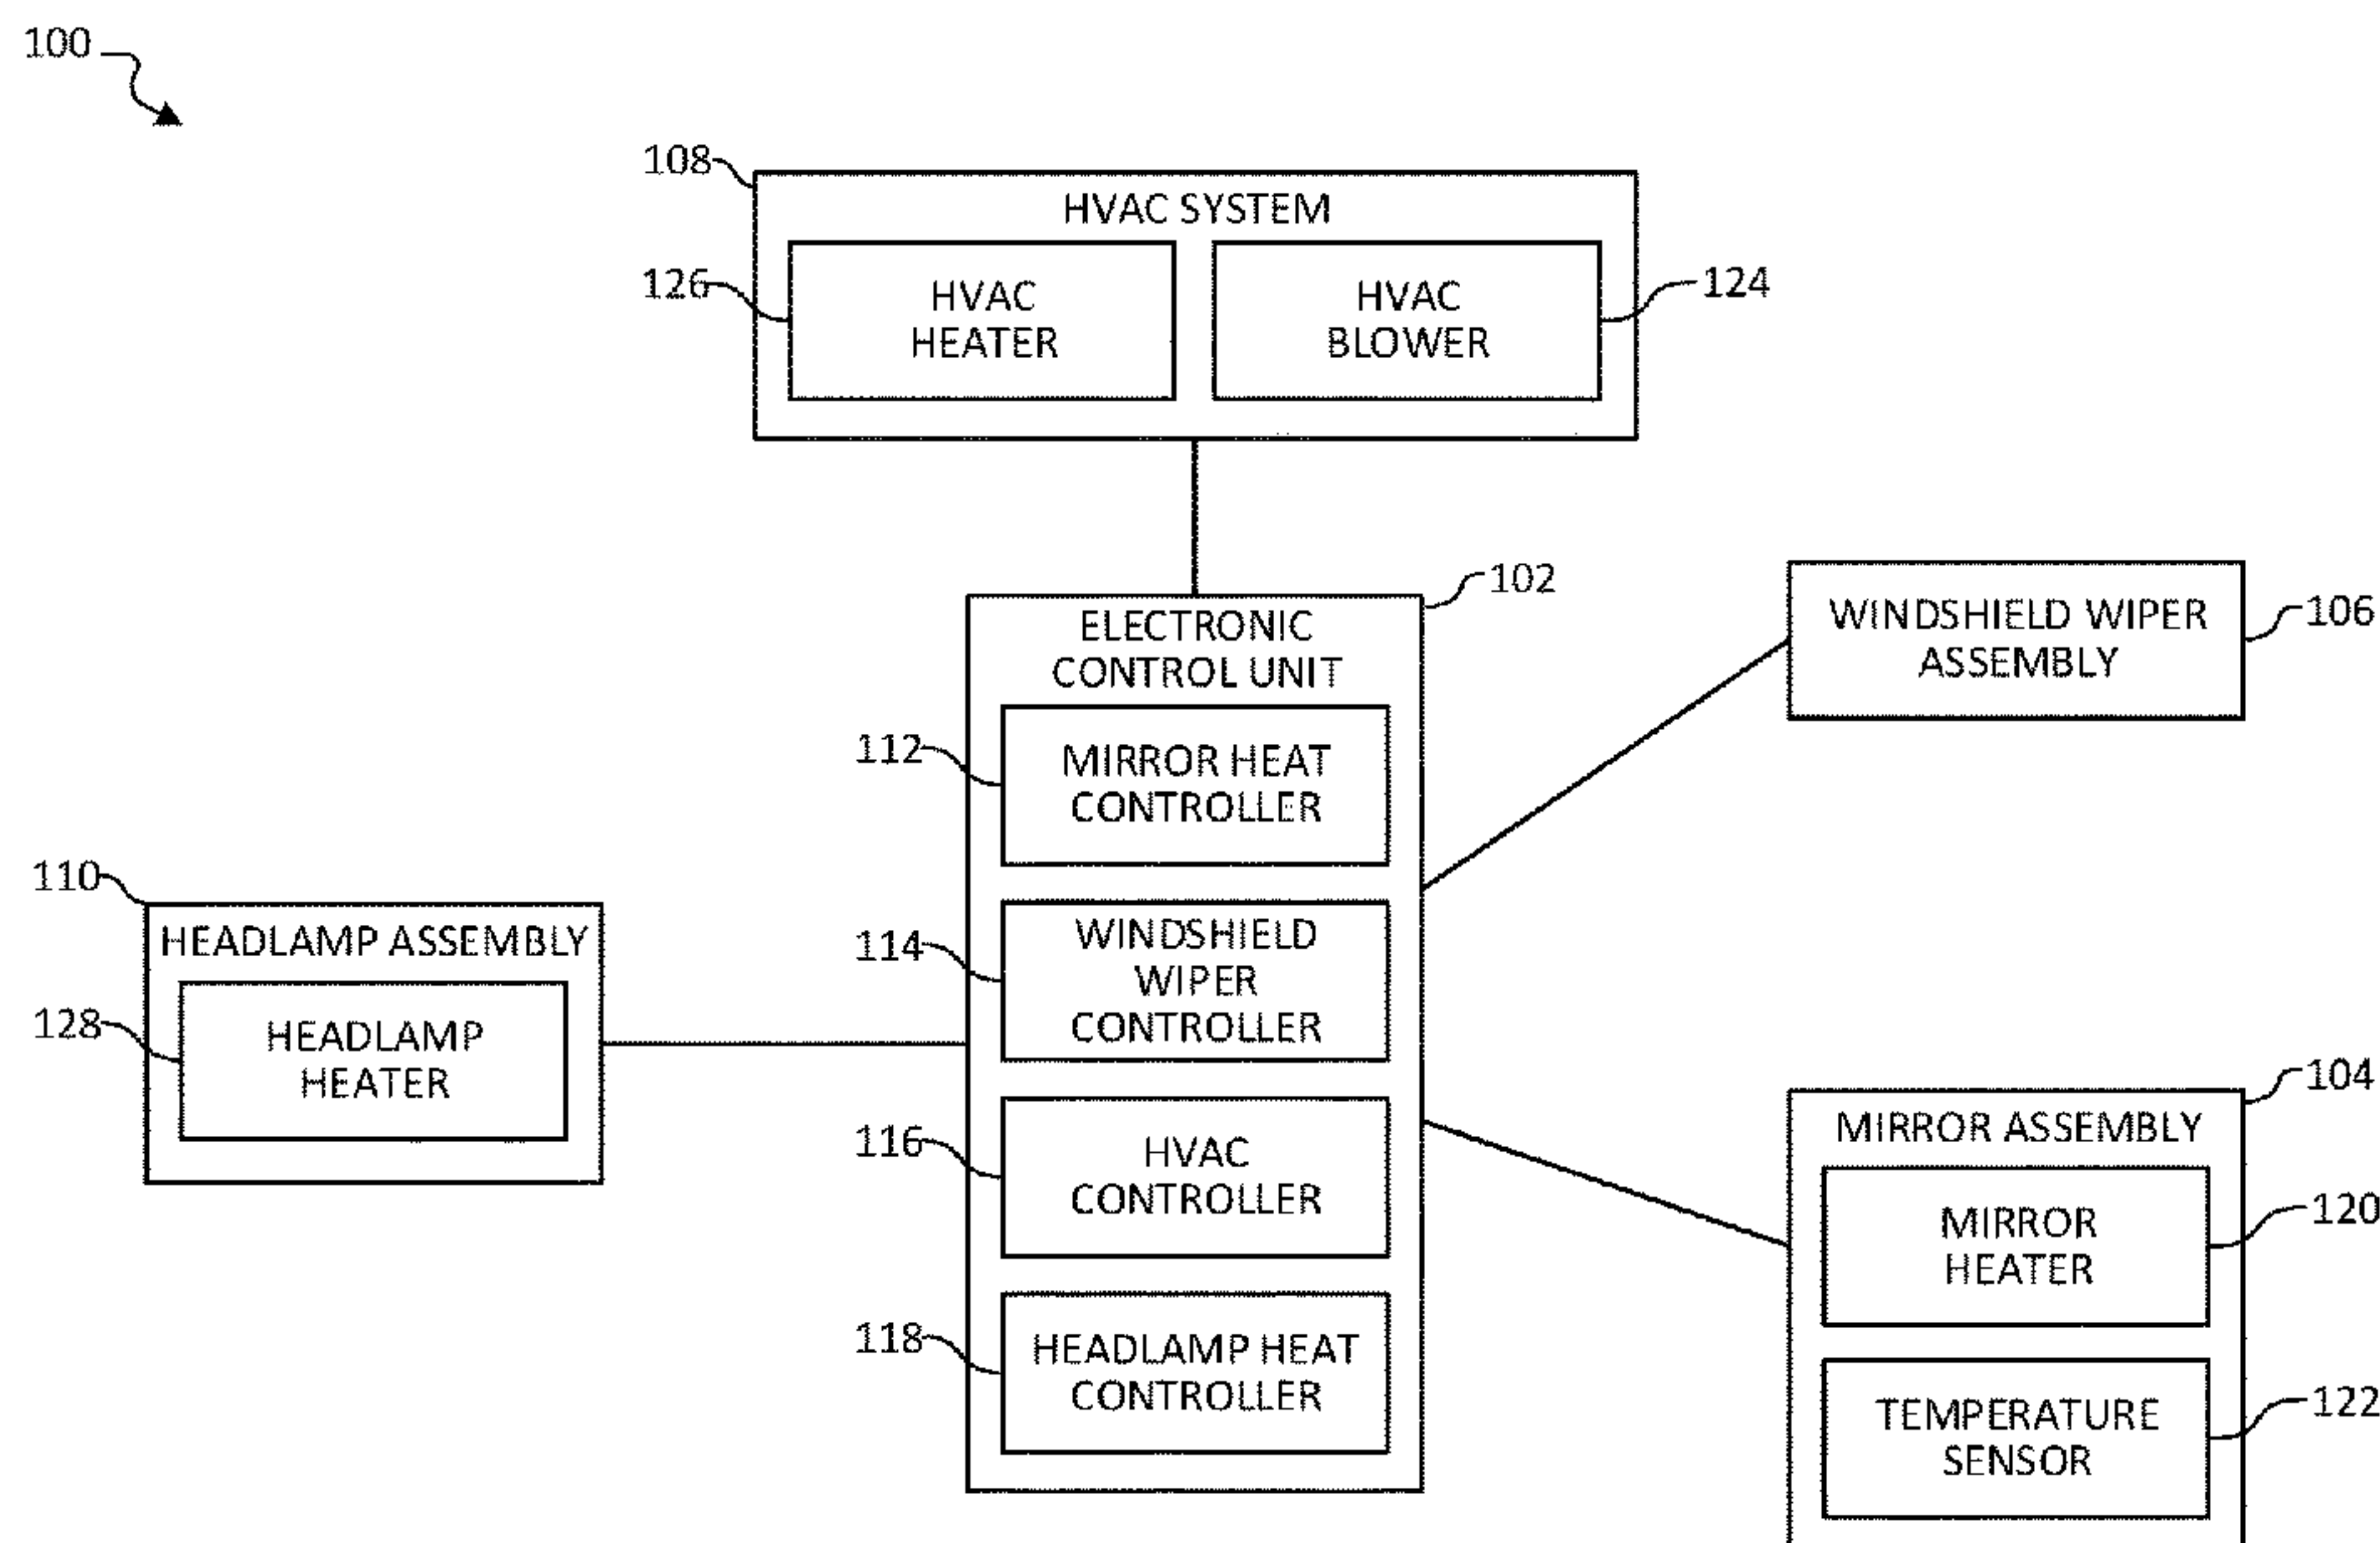 100
108
HVAC SYSTEM
126
HVAC
HEATER
HVAC
BLOWER
124
102
ELECTRONIC
CONTROL UNIT
112
MIRROR HEAT
CONTROLLER
114
WINDSHIELD
WIPER
CONTROLLER
116
HVAC
CONTROLLER
118
HEADLAMP HEAT
CONTROLLER
WINDSHIELD WIPER
ASSEMBLY
106
110
HEADLAMP ASSEMBLY
128
HEADLAMP
HEATER
104
MIRROR ASSEMBLY
MIRROR
HEATER
120
TEMPERATURE
SENSOR
122